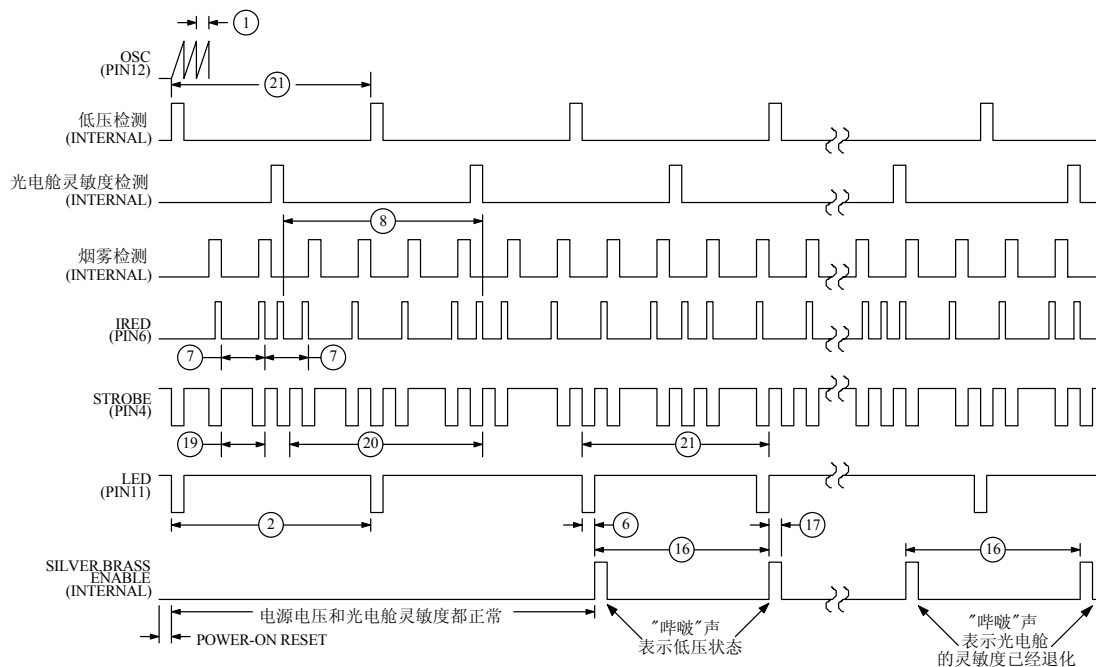 1
OSC
(PIN12)
21
低压检测
(INTERNAL)
光电舱灵敏度检测
(INTERNAL)
8
烟雾检测
(INTERNAL)
IRED
(PIN6)
7
7
STROBE
(PIN4)
19
20
21
LED
(PIN11)
2
6
17
16
16
SILVER,BRASS
ENABLE
(INTERNAL)
电源电压和光电舱灵敏度都正常
POWER-ON RESET
"哔啵"声
表示低压状态
"哔啵"声
表示光电舱
的灵敏度已经退化